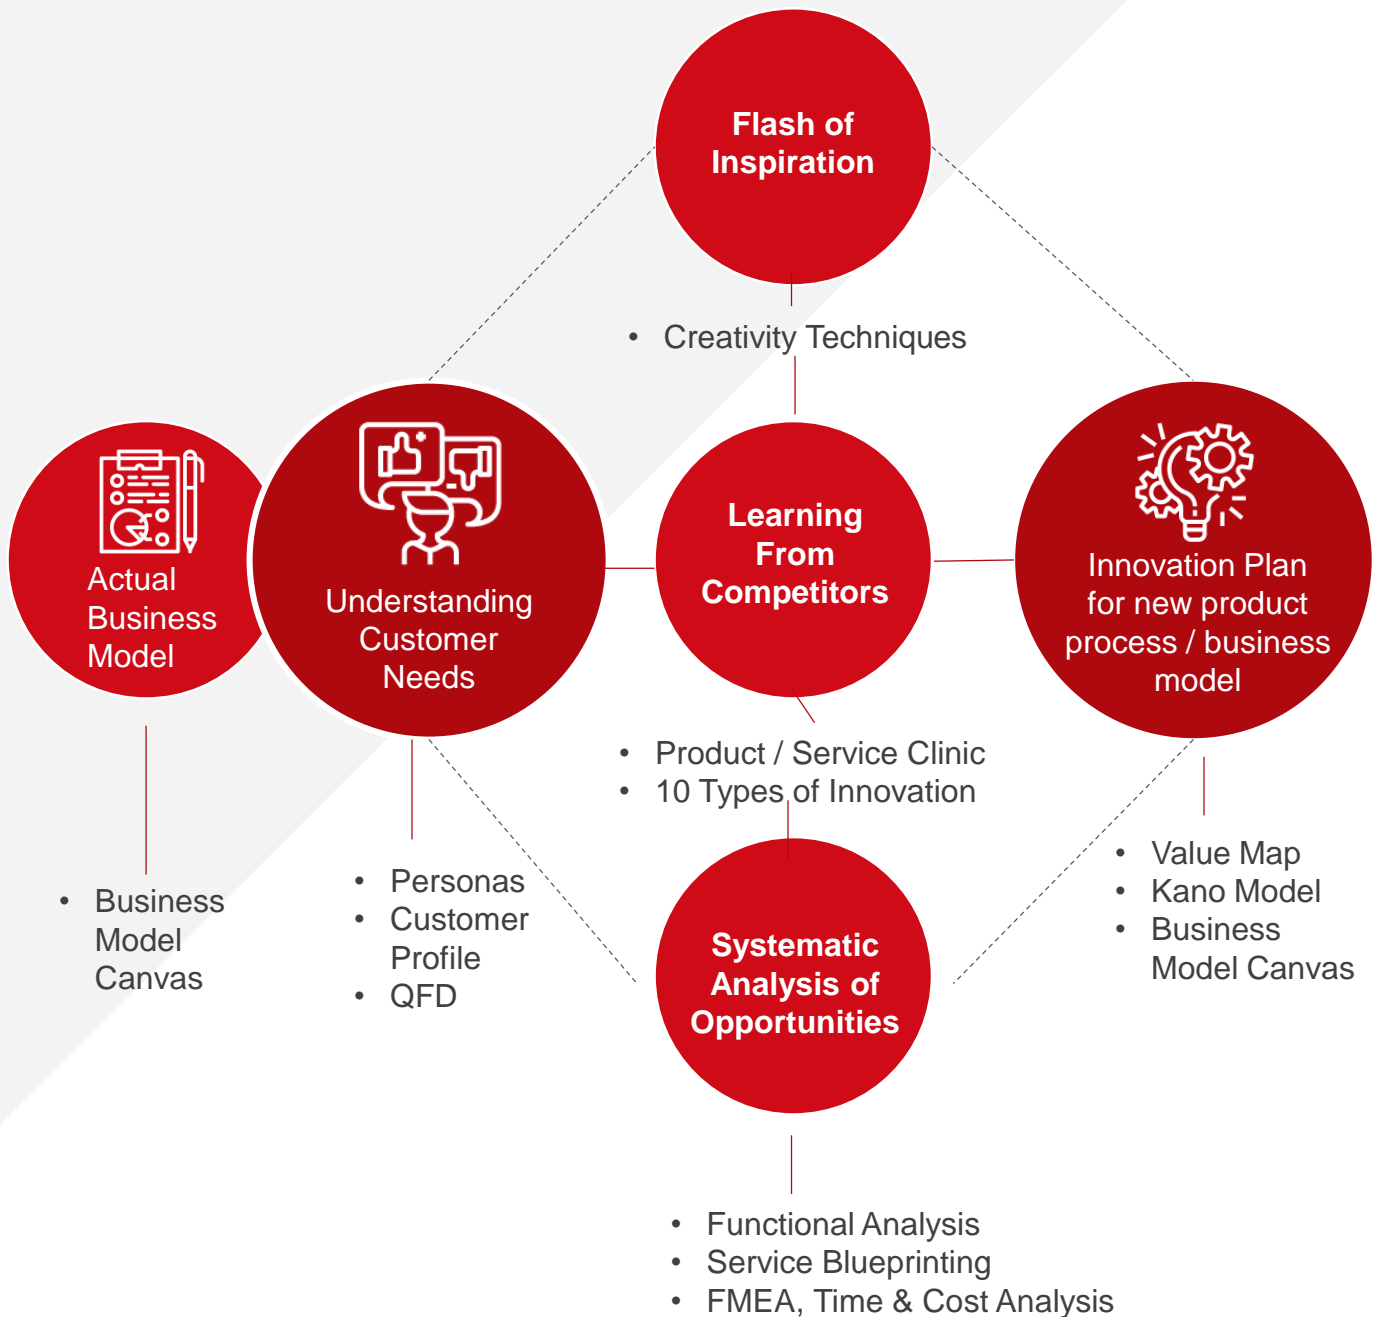 Flash of
Inspiration
• Creativity Techniques
Actual
Business
Model
• Business
Model
Canvas
Understanding
Customer
Needs
• Personas
• Customer
Profile
• QFD
Learning
From
Competitors
• Product / Service Clinic
• 10 Types of Innovation
Systematic
Analysis of
Opportunities
• Functional Analysis
• Service Blueprinting
• FMEA, Time & Cost Analysis
Innovation Plan
for new product
process / business
model
• Value Map
• Kano Model
• Business
Model Canvas